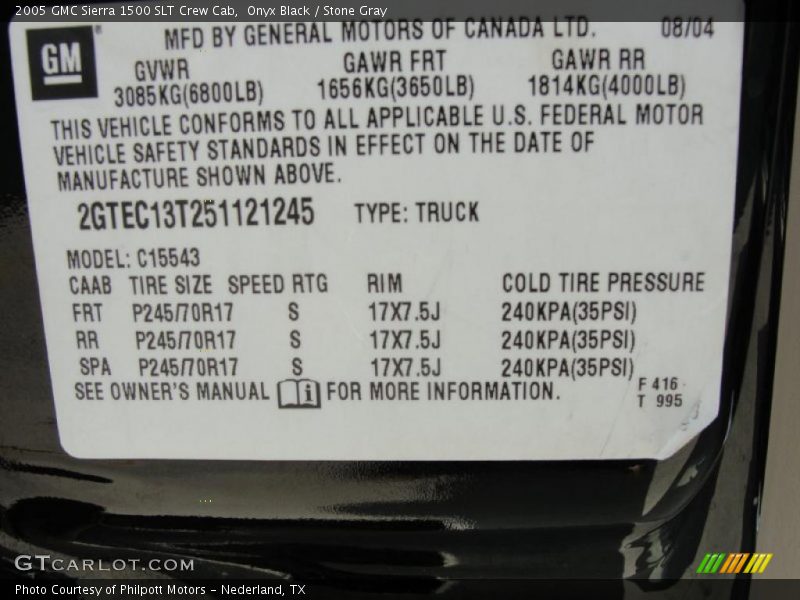 2005 GMC Sierra 1500 SLT Crew Cab,  Onyx Black / Stone Gray
GM
MFD BY GENERAL MOTORS OF CANADA LTD. 08/04
GVWR GAWR FRT GAWR RR
3085KG(6800LB) 1656KG(3650LB) 1814KG(4000LB)
THIS VEHICLE CONFORMS TO ALL APPLICABLE U.S. FEDERAL MOTOR
VEHICLE SAFETY STANDARDS IN EFFECT ON THE DATE OF
MANUFACTURE SHOWN ABOVE.
2GTEC13T251121245 TYPE: TRUCK
MODEL: C15543
CAAB TIRE SIZE SPEED RTG RIM COLD TIRE PRESSURE
FRT P245/70R17 S 17X7.5J 240KPA(35PSI)
RR P245/70R17 S 17X7.5J 240KPA(35PSI)
SPA P245/70R17 S 17X7.5J 240KPA(35PSI)
SEE OWNER'S MANUAL i FOR MORE INFORMATION.
F 416
T 995
GTCARLOT.COM
Photo Courtesy of Philpott Motors – Nederland, TX